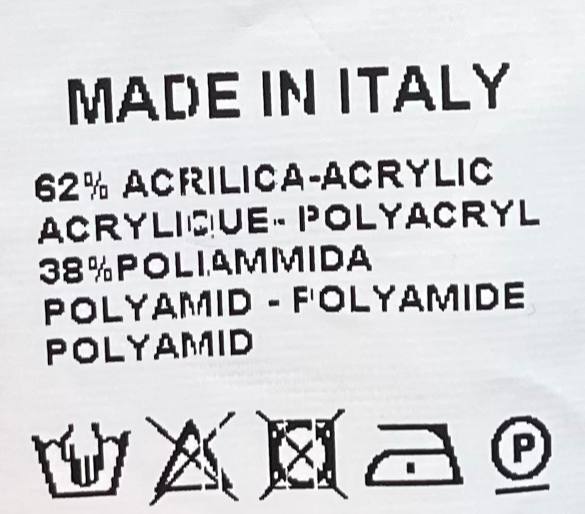 MADE IN ITALY
62% ACRILICA-ACRYLIC
ACRYLIQUE- POLYACRYL
38%POLIAMMIDA
POLYAMID - POLYAMIDE
POLYAMID
P